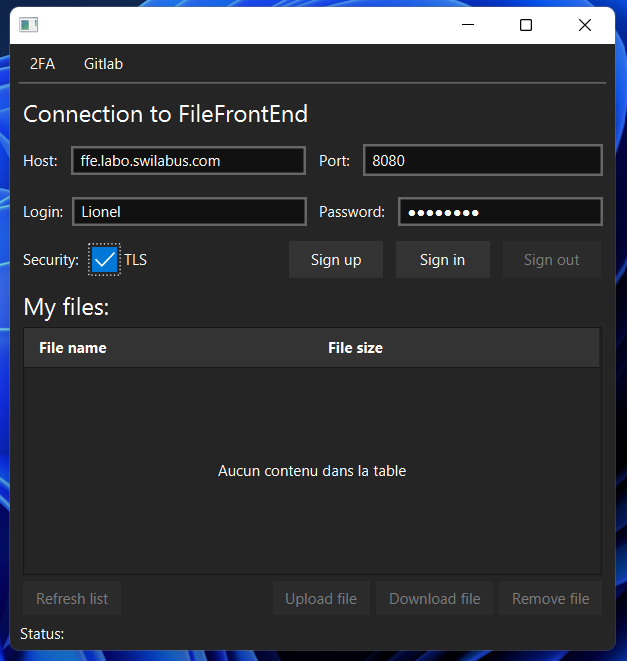 2FA Gitlab
Connection to FileFrontEnd
Host: ffe.labo.swilabus.com Port: 8080
Login: Lionel Password: ●●●●●●●●
Security: TLS Sign up Sign in Sign out
My files:
File name File size
Aucun contenu dans la table
Refresh list Upload file Download file Remove file
Status: